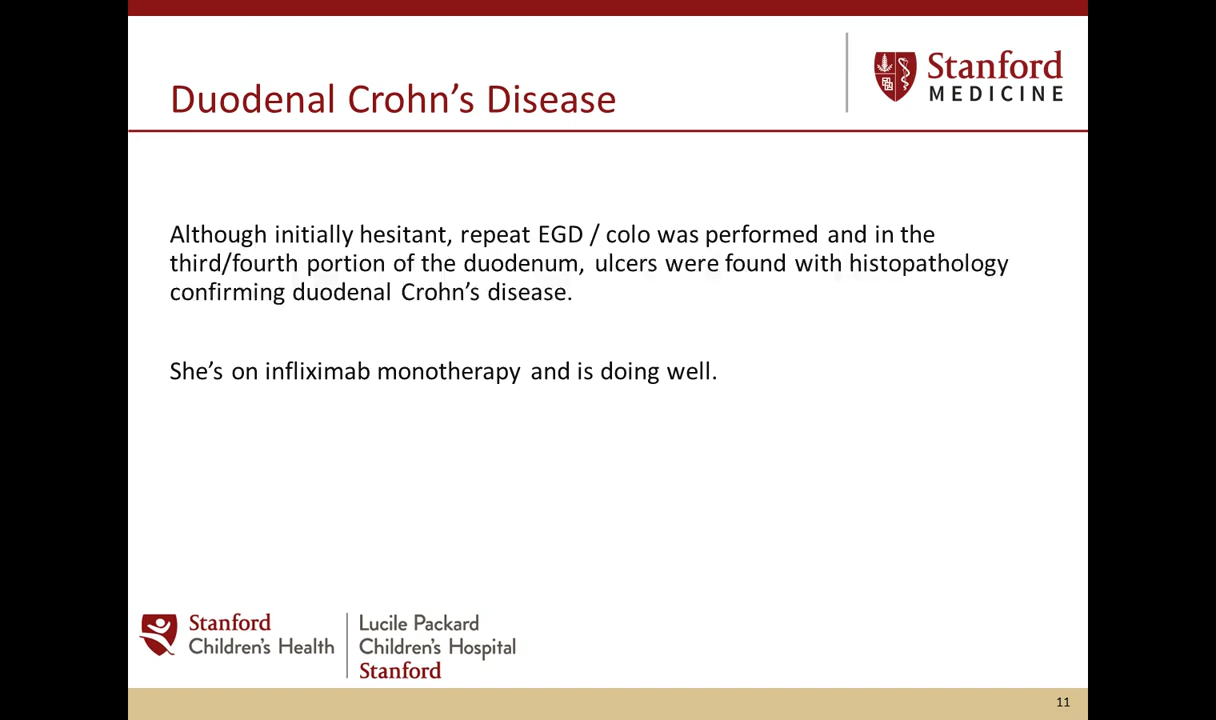 Duodenal Crohn’s Disease
Stanford
MEDICINE
Although initially hesitant, repeat EGD / colo was performed and in the
third/fourth portion of the duodenum, ulcers were found with histopathology
confirming duodenal Crohn’s disease.
She’s on infliximab monotherapy and is doing well.
Stanford
Children’s Health
Lucile Packard
Children’s Hospital
Stanford
11